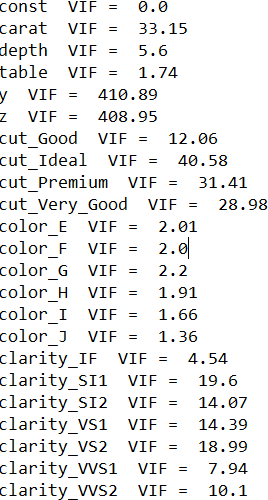 const VIF = 0.0
carat VIF = 33.15
depth VIF = 5.6
table VIF = 1.74
y VIF = 410.89
z VIF = 408.95
cut_Good VIF = 12.06
cut_Ideal VIF = 40.58
cut_Premium VIF = 31.41
cut_Very_Good VIF = 28.98
color_E VIF = 2.01
color_F VIF = 2.0
color_G VIF = 2.2
color_H VIF = 1.91
color_I VIF = 1.66
color_J VIF = 1.36
clarity_IF VIF = 4.54
clarity_SI1 VIF = 19.6
clarity_SI2 VIF = 14.07
clarity_VS1 VIF = 14.39
clarity_VS2 VIF = 18.99
clarity_VVS1 VIF = 7.94
clarity_VVS2 VIF = 10.1